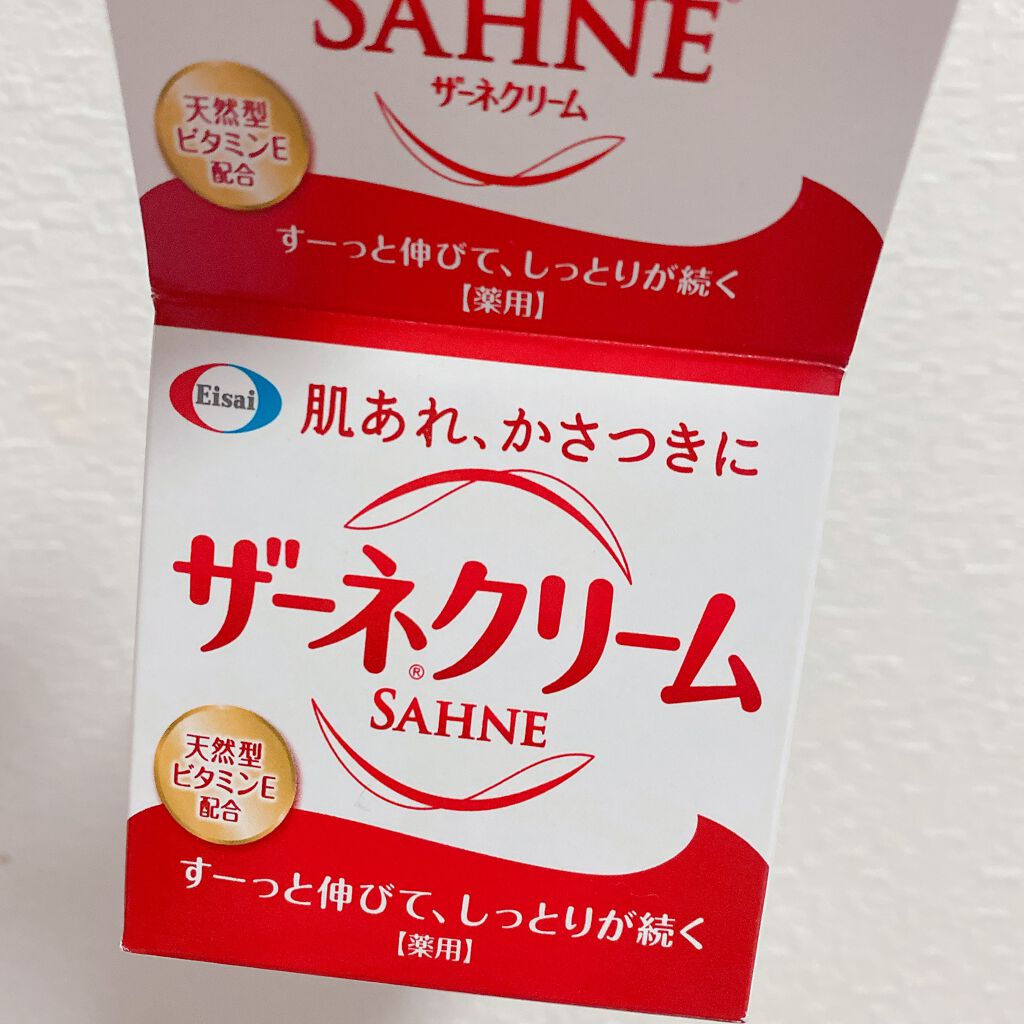 SAHNE
ザーネクリーム
天然型
ビタミンE
配合
すーっと伸びて、しっとりが続く
【薬用】
Eisai
肌あれ、かさつきに
ザーネクリーム
®
SAHNE
天然型
ビタミンE
配合
すーっと伸びて、しっとりが続く
【薬用】